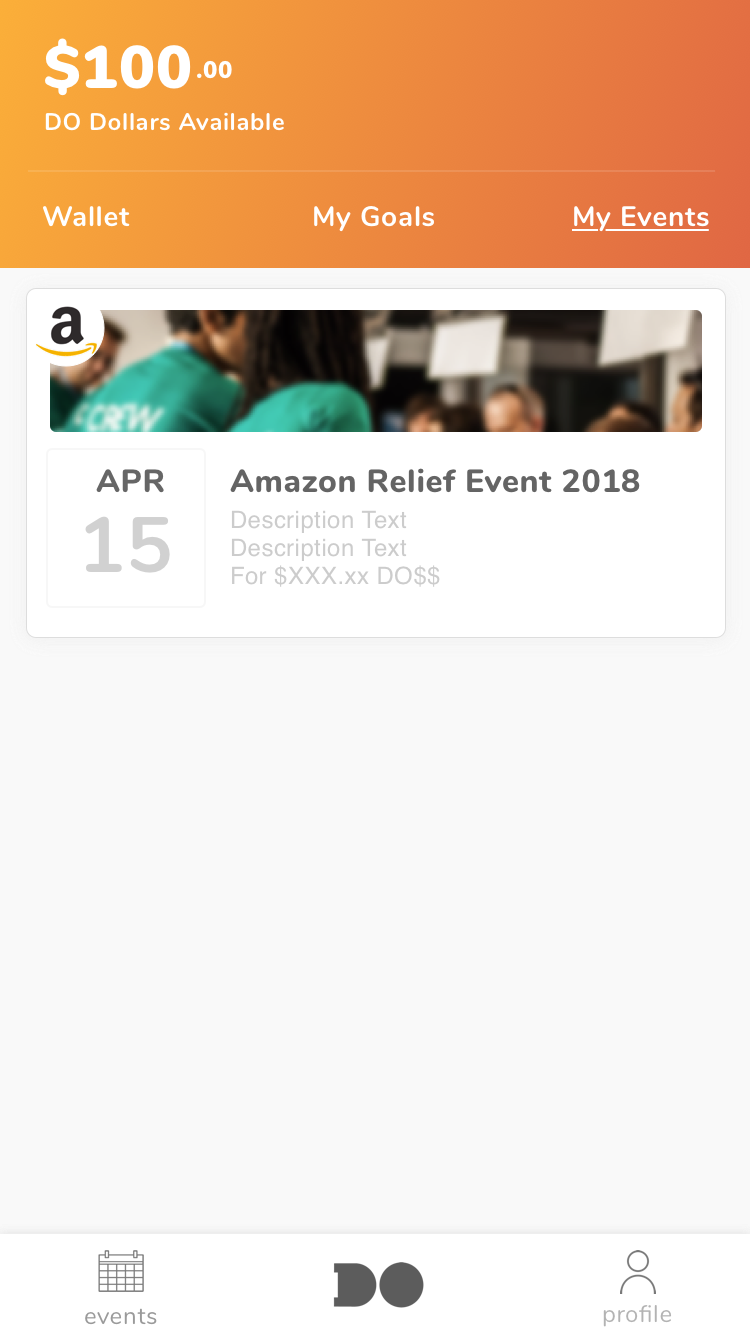 $100.00
DO Dollars Available
Wallet My Goals My Events
a
CREW
APR
15
Amazon Relief Event 2018
Description Text
Description Text
For $XXX.xx DO$$
events
DO
profile